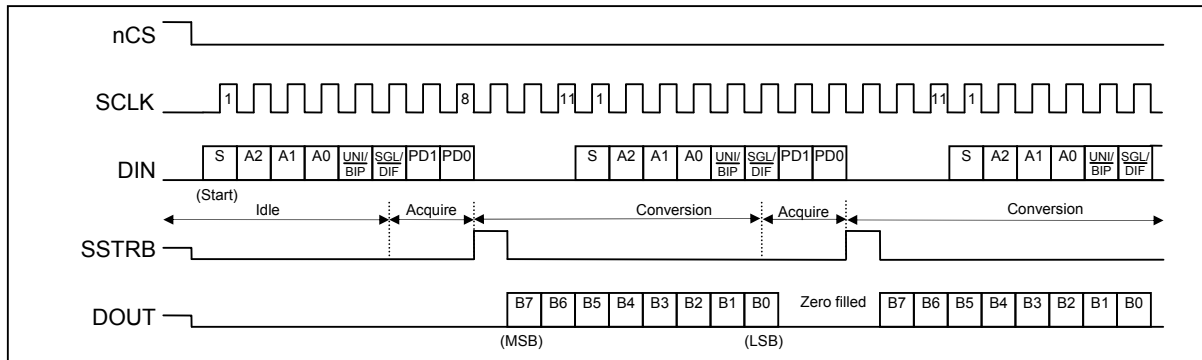 nCS
SCLK 1 8 11 1 11 1
DIN S A2 A1 A0 UNI/BIP SGL/DIF PD1 PD0 S A2 A1 A0 UNI/BIP SGL/DIF PD1 PD0 S A2 A1 A0 UNI/BIP SGL/DIF
(Start)
Idle Acquire Conversion Acquire Conversion
SSTRB
DOUT B7 B6 B5 B4 B3 B2 B1 B0 Zero filled B7 B6 B5 B4 B3 B2 B1 B0
(MSB) (LSB)